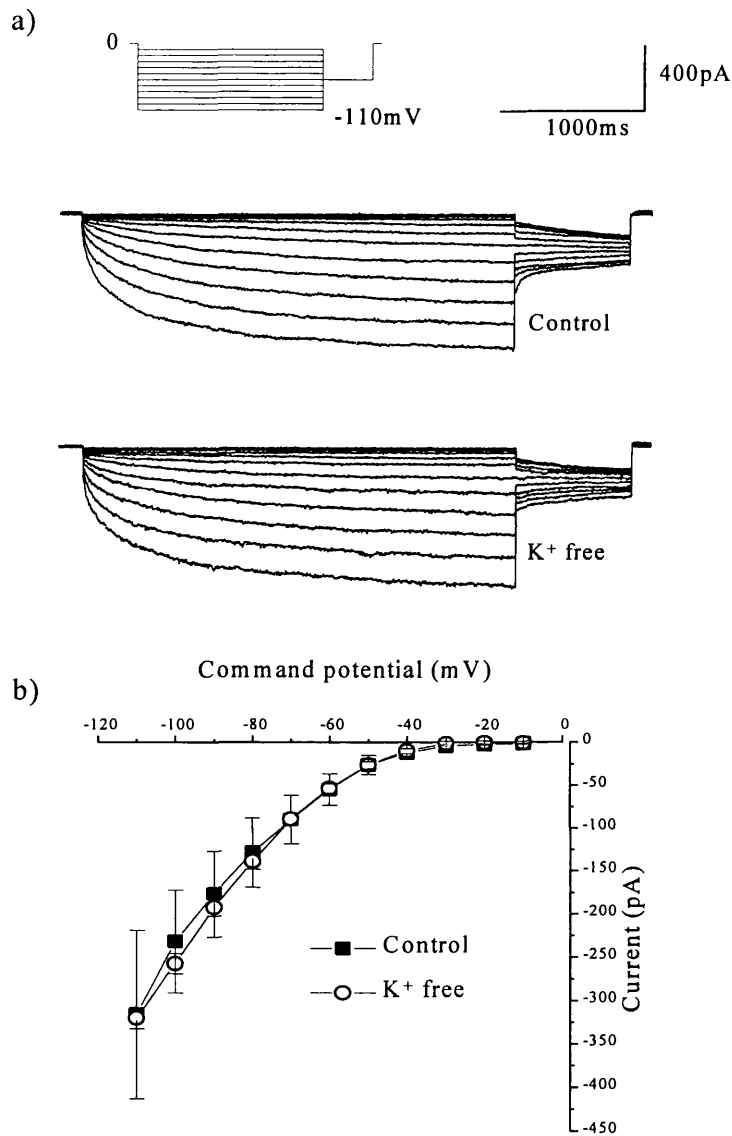 a)
0
-110mV
400pA
1000ms
Control
K⁺ free
Command potential (mV)
b)
-120 -100 -80 -60 -40 -20 0
0
-50
-100
-150
-200
-250
-300
-350
-400
-450
Current (pA)
Control
K⁺ free